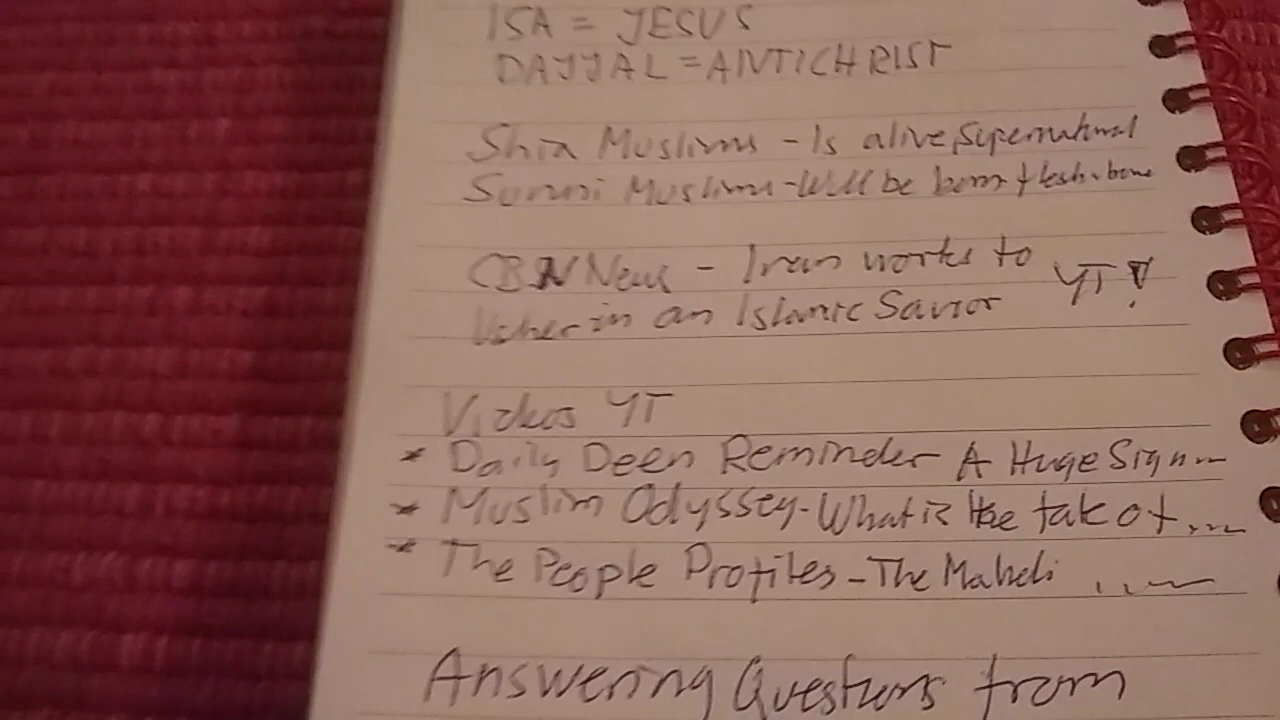 ISA = JESUS
DAJJAL = ANTICHRIST
Shia Muslims - Is alive, Supernatural
Sunni Muslims - Will be born flesh + bone
CBN News - Iran works to
Usher in an Islamic Savior YT!
Videos YT
* Daily Deen Reminder A Huge Sign...
* Muslim Odyssey - What is the take of ....
* The People Profiles - The Mahdi ....
Answering Questions from